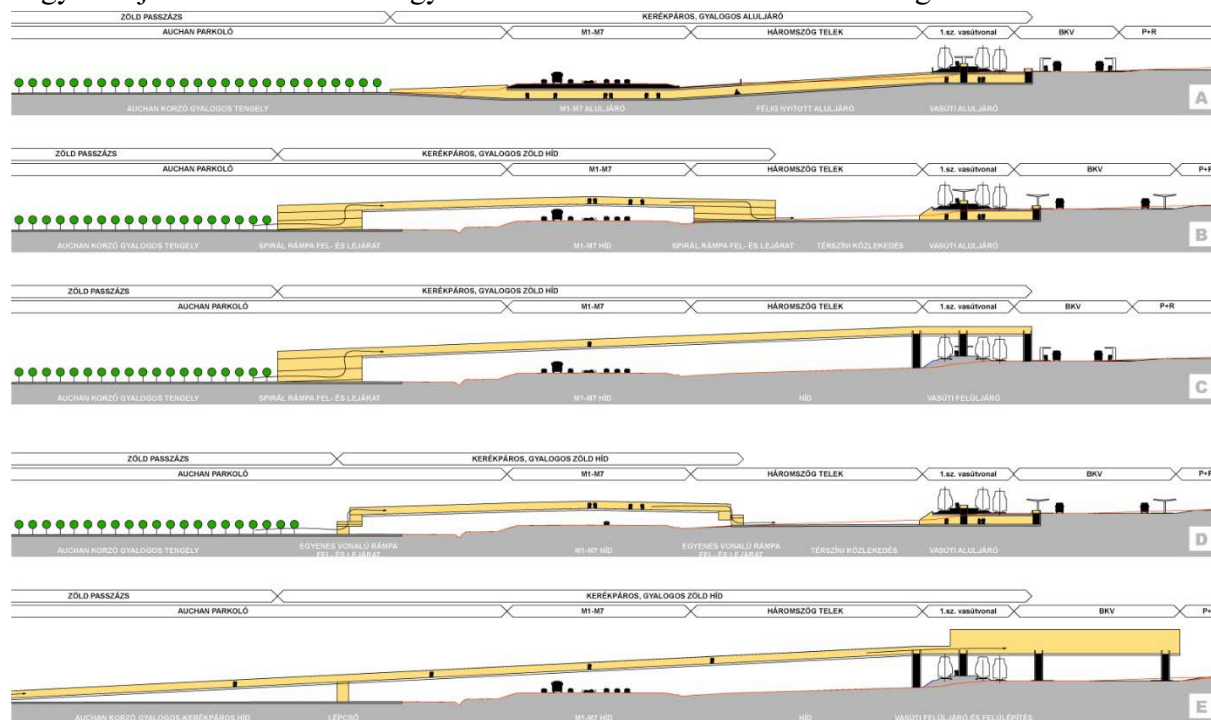 ZÖLD PASSZÁZS KERÉKPÁROS, GYALOGOS ALULJÁRÓ
AUCHAN PARKOLÓ M1-M7 HÁROMSZÖG TELEK 1.sz. vasútvonal BKV P+R
AUCHAN KORZÓ GYALOGOS TENGELY M1-M7 ALULJÁRÓ FÉLIG NYITOTT ALULJÁRÓ VASÚTI ALULJÁRÓ
A
ZÖLD PASSZÁZS KERÉKPÁROS, GYALOGOS ZÖLD HÍD
AUCHAN PARKOLÓ M1-M7 HÁROMSZÖG TELEK 1.sz. vasútvonal BKV P+R
AUCHAN KORZÓ GYALOGOS TENGELY SPIRÁL RÁMPA FEL- ÉS LEJÁRAT M1-M7 HÍD SPIRÁL RÁMPA FEL- ÉS LEJÁRAT TÉRSZÍNI KÖZLEKEDÉS VASÚTI ALULJÁRÓ
B
ZÖLD PASSZÁZS KERÉKPÁROS, GYALOGOS ZÖLD HÍD
AUCHAN PARKOLÓ M1-M7 HÁROMSZÖG TELEK 1.sz. vasútvonal BKV P+R
AUCHAN KORZÓ GYALOGOS TENGELY SPIRÁL RÁMPA FEL- ÉS LEJÁRAT M1-M7 HÍD HÍD VASÚTI FELÜLJÁRÓ
C
ZÖLD PASSZÁZS KERÉKPÁROS, GYALOGOS ZÖLD HÍD
AUCHAN PARKOLÓ M1-M7 HÁROMSZÖG TELEK 1.sz. vasútvonal BKV P+R
AUCHAN KORZÓ GYALOGOS TENGELY EGYENES VONALÚ RÁMPA FEL- ÉS LEJÁRAT M1-M7 HÍD EGYENES VONALÚ RÁMPA FEL- ÉS LEJÁRAT TÉRSZÍNI KÖZLEKEDÉS VASÚTI ALULJÁRÓ
D
ZÖLD PASSZÁZS KERÉKPÁROS, GYALOGOS ZÖLD HÍD
AUCHAN PARKOLÓ M1-M7 HÁROMSZÖG TELEK 1.sz. vasútvonal BKV
AUCHAN KORZÓ GYALOGOS-KERÉKPÁROS HÍD LÉPCSŐ M1-M7 HÍD HÍD VASÚTI FELÜLJÁRÓ ÉS FELÜLÉPÍTÉS
E